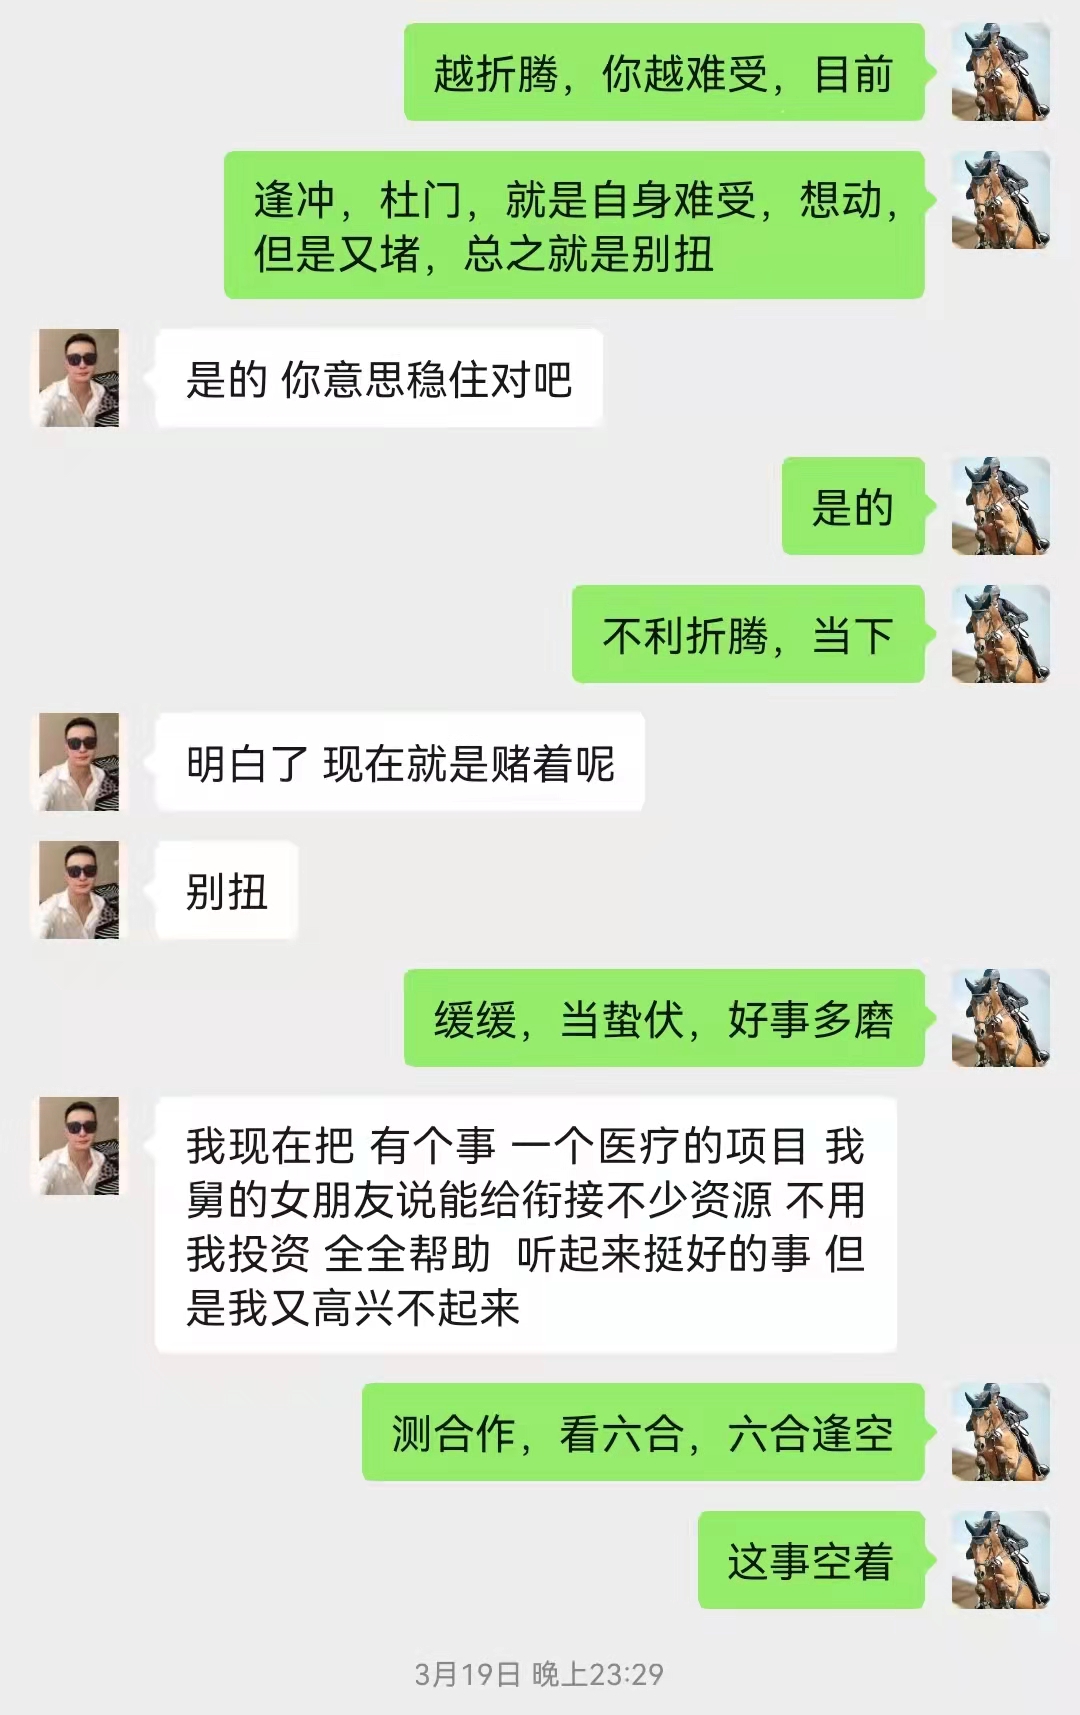 越折腾，你越难受，目前
逢冲，杜门，就是自身难受，想动，
但是又堵，总之就是别扭
是的 你意思稳住对吧
是的
不利折腾，当下
明白了 现在就是赌着呢
别扭
缓缓，当蛰伏，好事多磨
我现在把 有个事 一个医疗的项目 我
舅的女朋友说能给衔接不少资源 不用
我投资 全全帮助  听起来挺好的事 但
是我又高兴不起来
测合作，看六合，六合逢空
这事空着
3月19日 晚上23:29